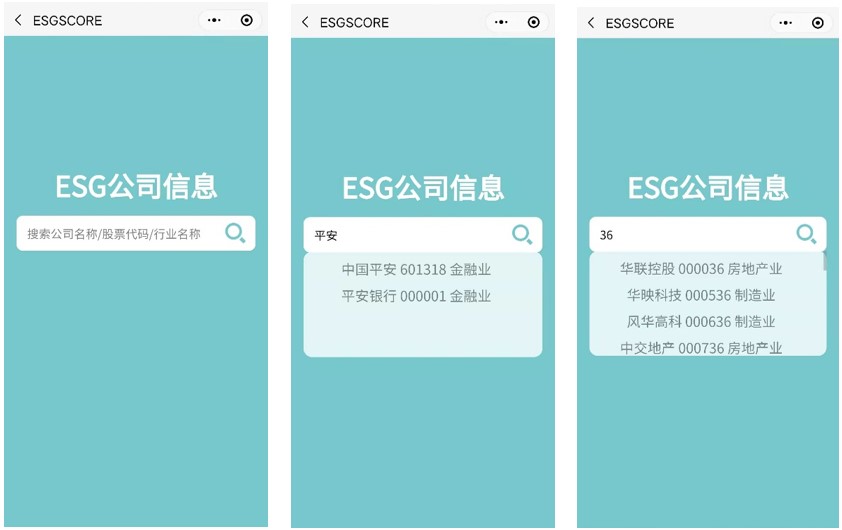 ESGSCORE
ESG公司信息
搜索公司名称/股票代码/行业名称
ESGSCORE
ESG公司信息
平安
中国平安 601318 金融业
平安银行 000001 金融业
ESGSCORE
ESG公司信息
36
华联控股 000036 房地产业
华映科技 000536 制造业
风华高科 000636 制造业
中交地产 000736 房地产业